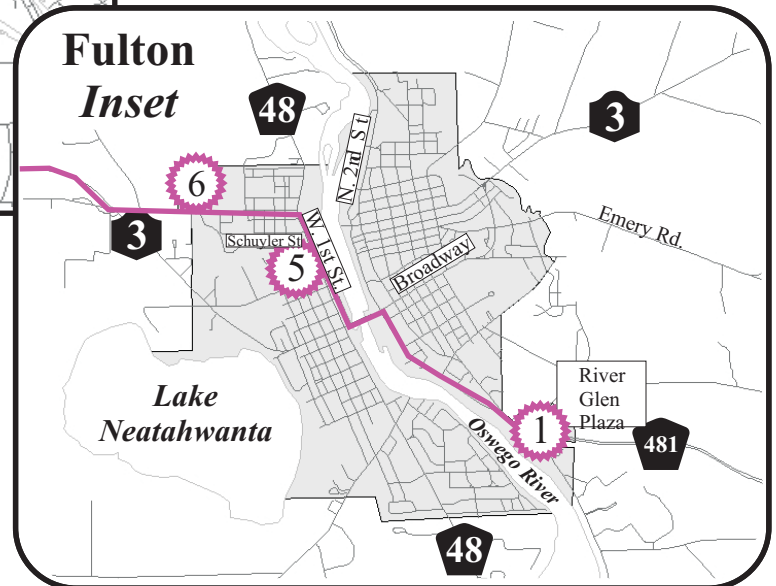 Fulton
Inset
48
3
N. 2nd St
6
Emery Rd.
3
Schuyler St
W. 1st St.
5
Broadway
Lake
Neatahwanta
River
Glen
Plaza
1
481
Oswego River
48